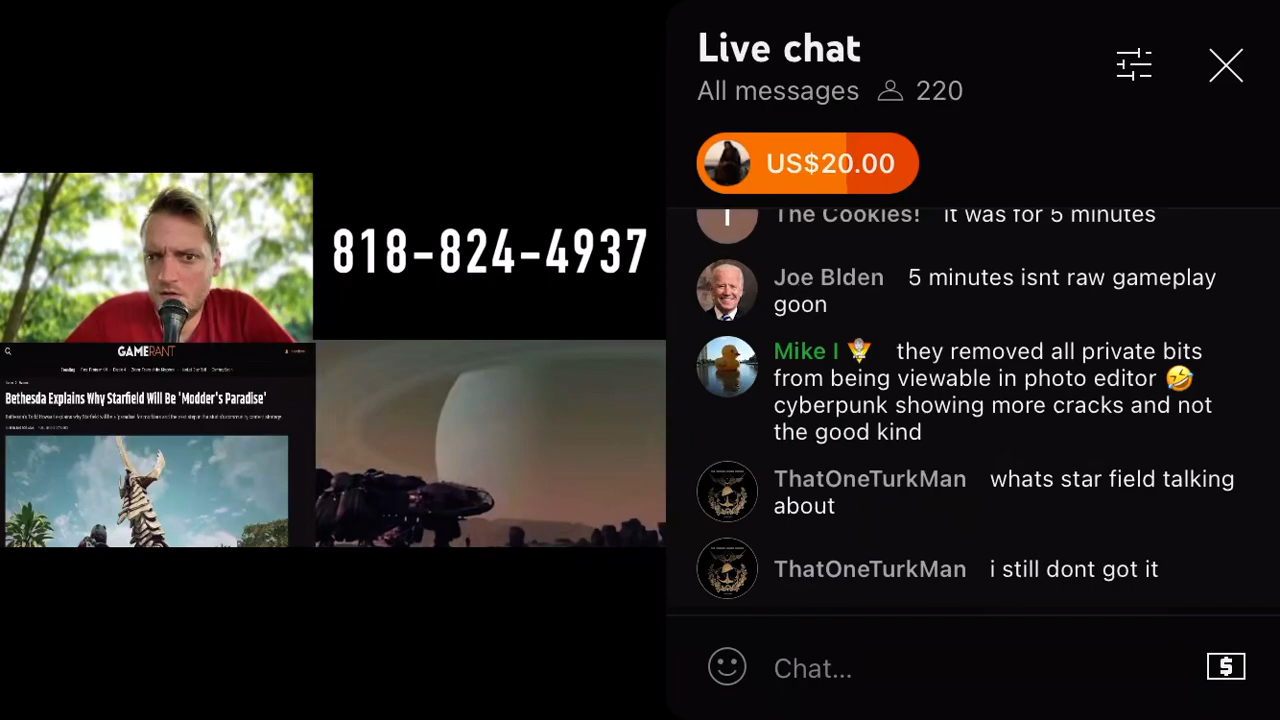 818-824-4937
GAMERANT
Bethesda Explains Why Starfield Will Be 'Modder's Paradise'
Live chat
All messages 220
US$20.00
The Cookies! it was for 5 minutes
Joe Blden 5 minutes isnt raw gameplay
goon
Mike I they removed all private bits
from being viewable in photo editor 🤣
cyberpunk showing more cracks and not
the good kind
ThatOneTurkMan whats star field talking
about
ThatOneTurkMan i still dont got it
Chat...